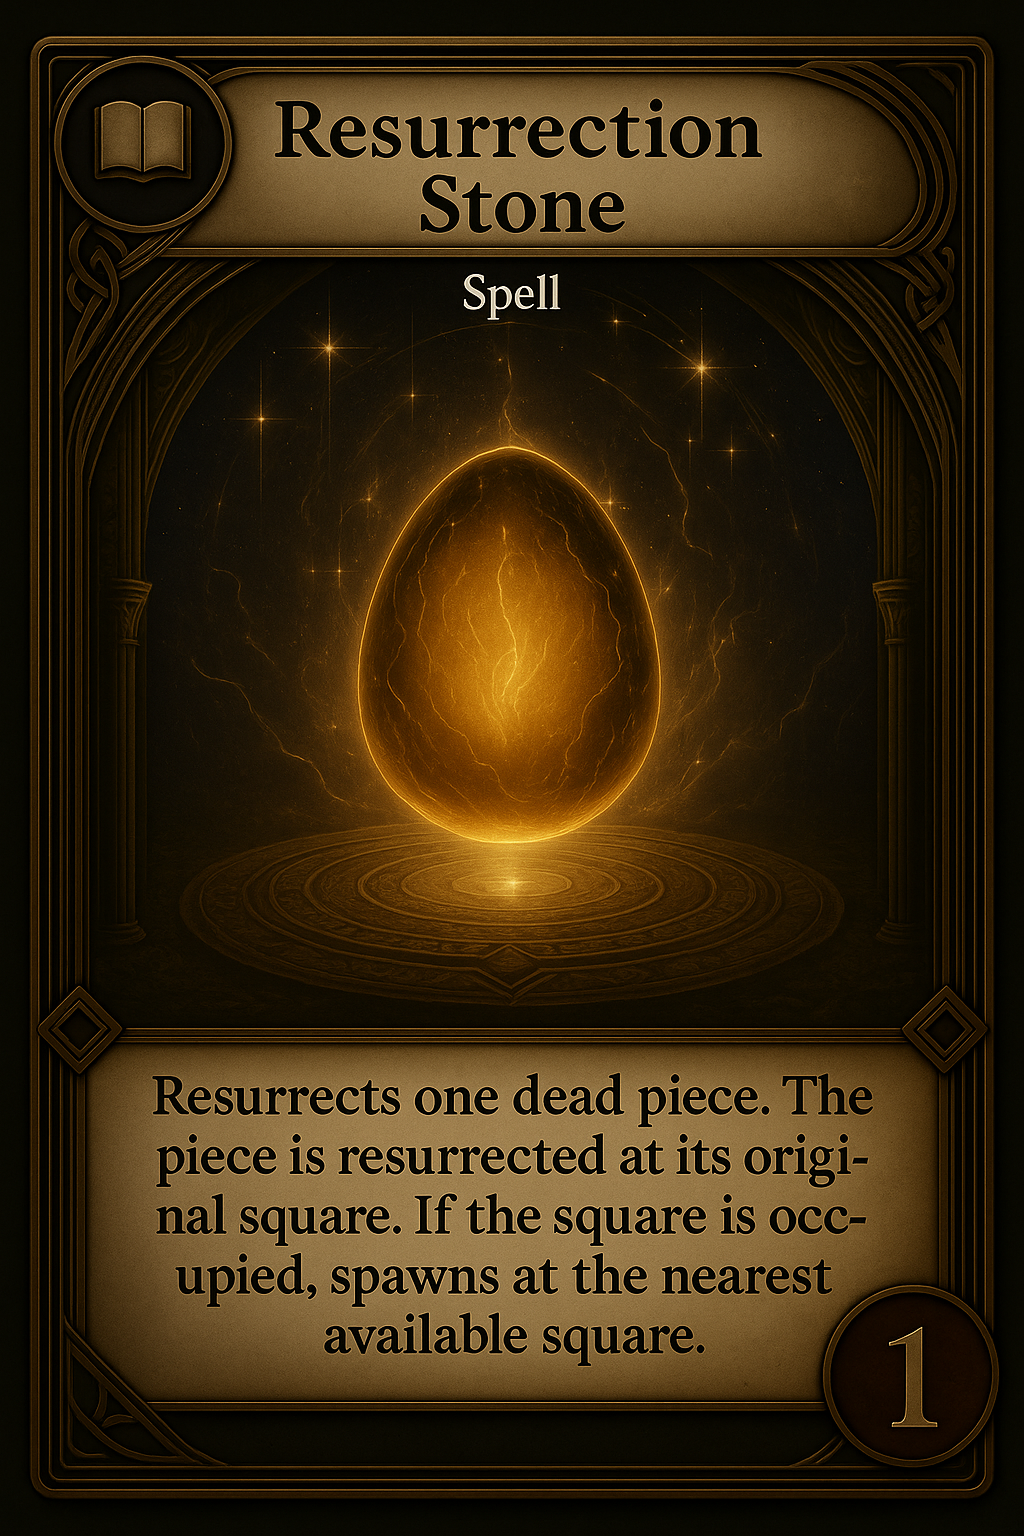 Resurrection
Stone
Spell
Resurrects one dead piece. The
piece is resurrected at its origi-
nal square. If the square is occ-
upied, spawns at the nearest
available square.
1